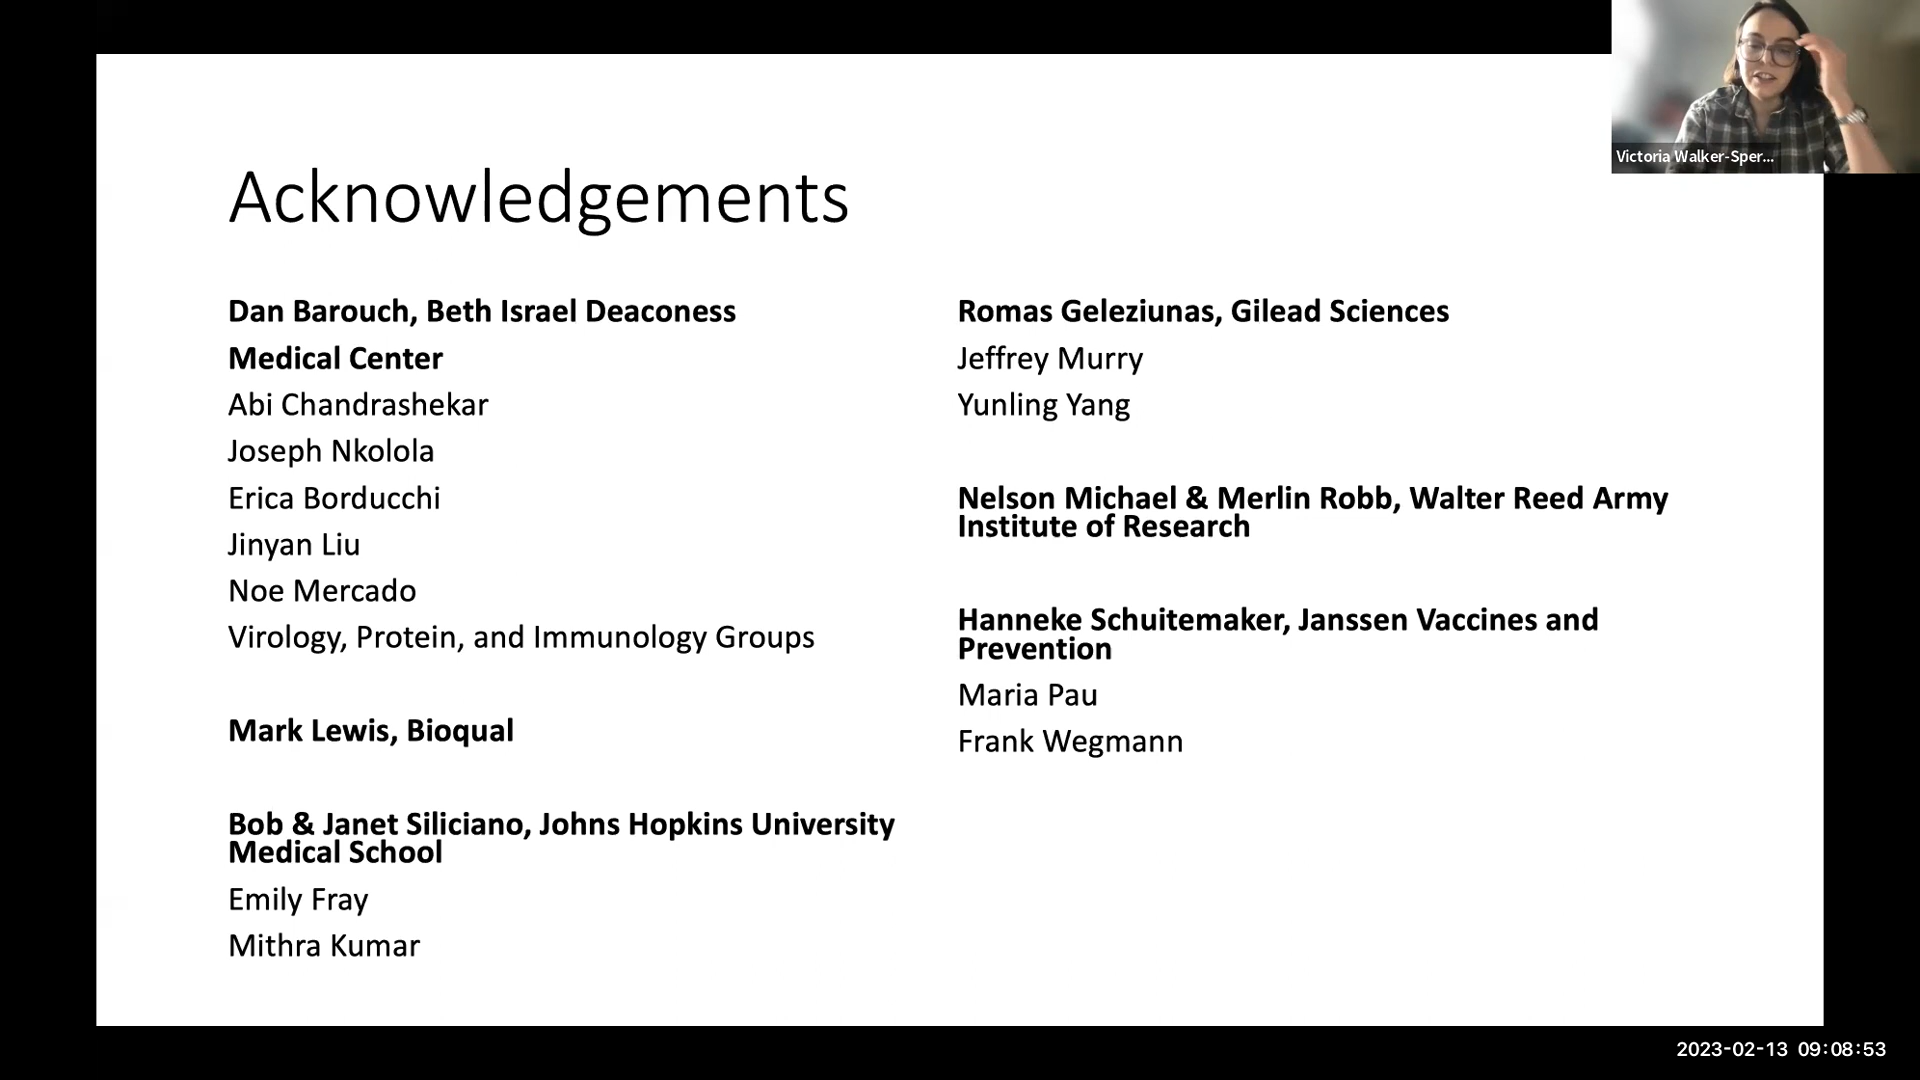 Acknowledgements
Dan Barouch, Beth Israel Deaconess
Medical Center
Abi Chandrashekar
Joseph Nkolola
Erica Borducchi
Jinyan Liu
Noe Mercado
Virology, Protein, and Immunology Groups
Mark Lewis, Bioqual
Bob & Janet Siliciano, Johns Hopkins University
Medical School
Emily Fray
Mithra Kumar
Romas Geleziunas, Gilead Sciences
Jeffrey Murry
Yunling Yang
Nelson Michael & Merlin Robb, Walter Reed Army
Institute of Research
Hanneke Schuitemaker, Janssen Vaccines and
Prevention
Maria Pau
Frank Wegmann
Victoria Walker-Sper...
2023-02-13 09:08:53